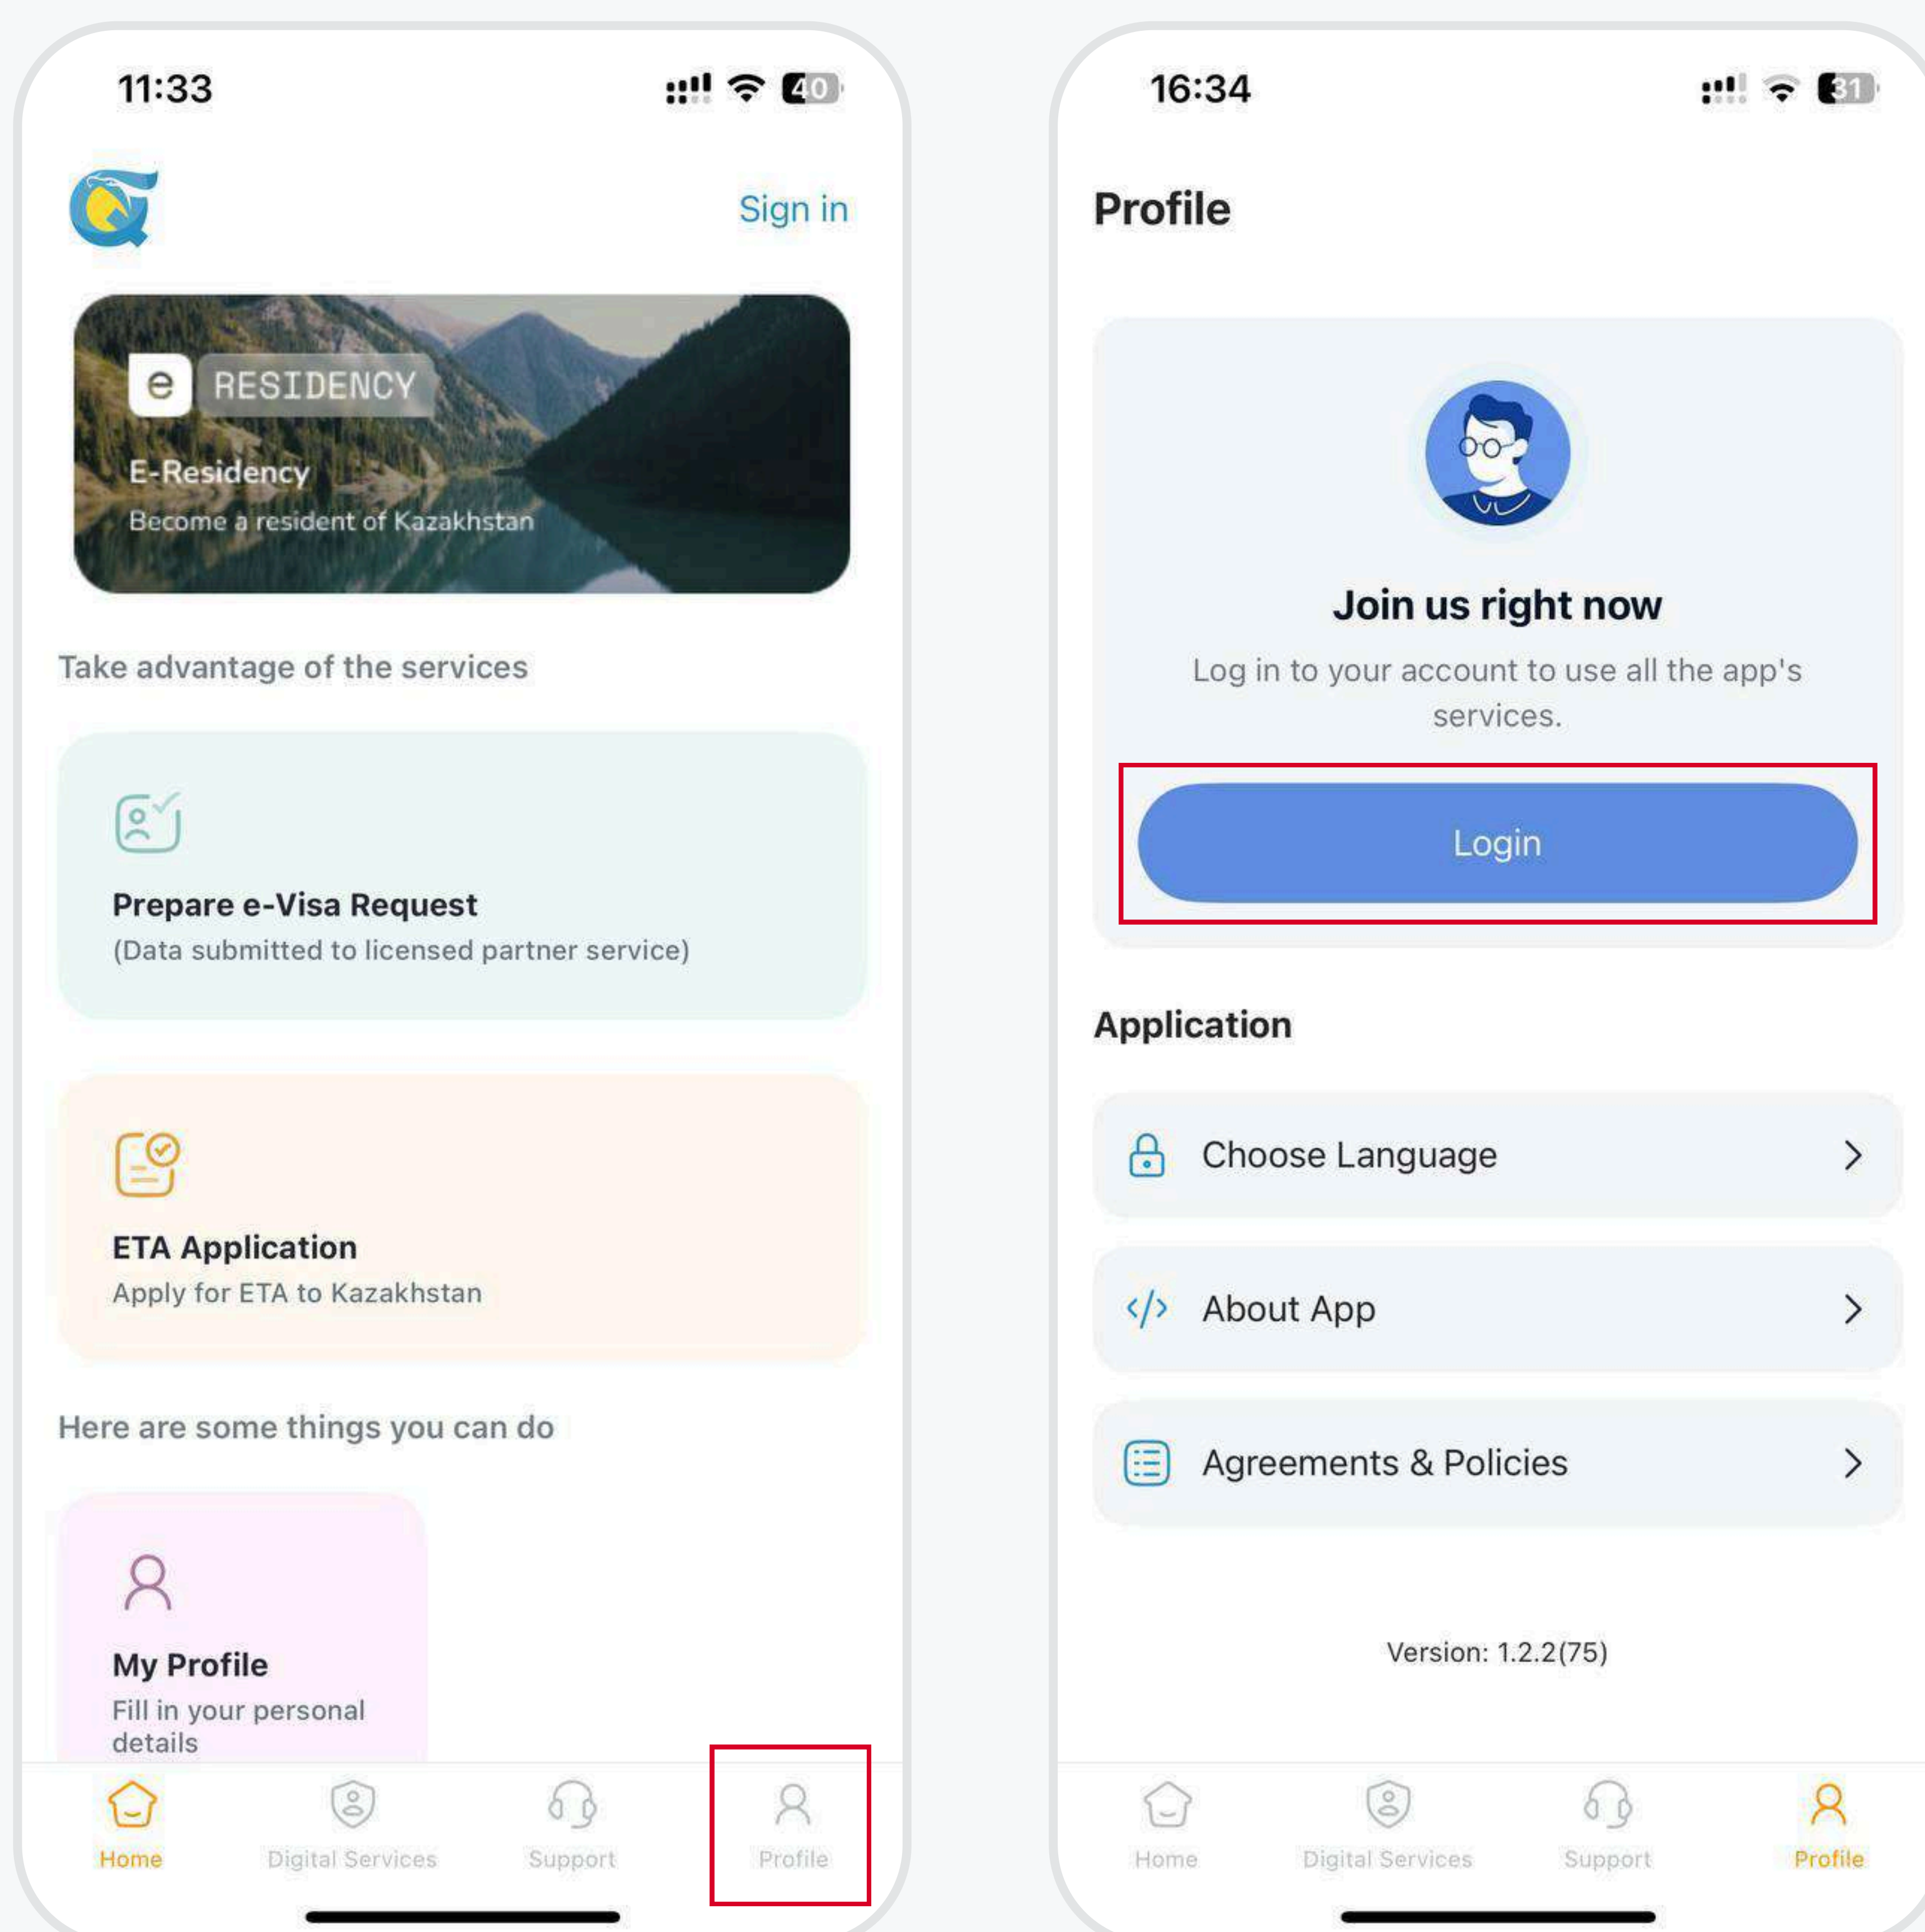 11:33
40
Sign in
e RESIDENCY
E-Residency
Become a resident of Kazakhstan
Take advantage of the services
Prepare e-Visa Request
(Data submitted to licensed partner service)
ETA Application
Apply for ETA to Kazakhstan
Here are some things you can do
My Profile
Fill in your personal
details
Home
Digital Services
Support
Profile
16:34
31
Profile
Join us right now
Log in to your account to use all the app's
services.
Login
Application
Choose Language
</> About App
Agreements & Policies
Version: 1.2.2(75)
Home
Digital Services
Support
Profile